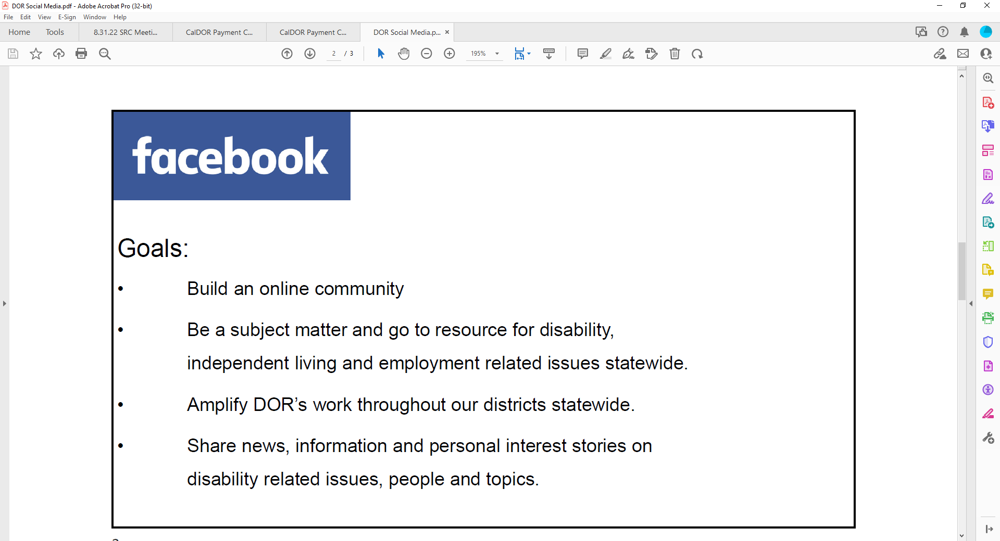 DOR Social Media.pdf - Adobe Acrobat Pro (32-bit)
File Edit View E-Sign Window Help
Home Tools 8.31.22 SRC Meeti... CalDOR Payment C... CalDOR Payment C... DOR Social Media.p... ×
2 / 3 195%
facebook
Goals:
• Build an online community
• Be a subject matter and go to resource for disability,
independent living and employment related issues statewide.
• Amplify DOR’s work throughout our districts statewide.
• Share news, information and personal interest stories on
disability related issues, people and topics.